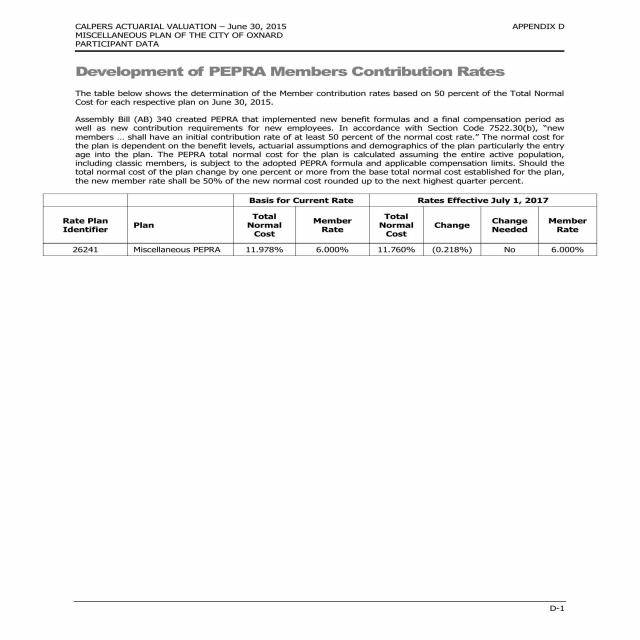 CALPERS ACTUARIAL VALUATION – June 30, 2015 APPENDIX D
MISCELLANEOUS PLAN OF THE CITY OF OXNARD
PARTICIPANT DATA
Development of PEPRA Members Contribution Rates
The table below shows the determination of the Member contribution rates based on 50 percent of the Total Normal
Cost for each respective plan on June 30, 2015.
Assembly Bill (AB) 340 created PEPRA that implemented new benefit formulas and a final compensation period as
well as new contribution requirements for new employees. In accordance with Section Code 7522.30(b), “new
members … shall have an initial contribution rate of at least 50 percent of the normal cost rate.” The normal cost for
the plan is dependent on the benefit levels, actuarial assumptions and demographics of the plan particularly the entry
age into the plan. The PEPRA total normal cost for the plan is calculated assuming the entire active population,
including classic members, is subject to the adopted PEPRA formula and applicable compensation limits. Should the
total normal cost of the plan change by one percent or more from the base total normal cost established for the plan,
the new member rate shall be 50% of the new normal cost rounded up to the next highest quarter percent.
Basis for Current Rate Rates Effective July 1, 2017
Rate Plan Identifier Plan Total Normal Cost Member Rate Total Normal Cost Change Change Needed Member Rate
26241 Miscellaneous PEPRA 11.978% 6.000% 11.760% (0.218%) No 6.000%
D-1